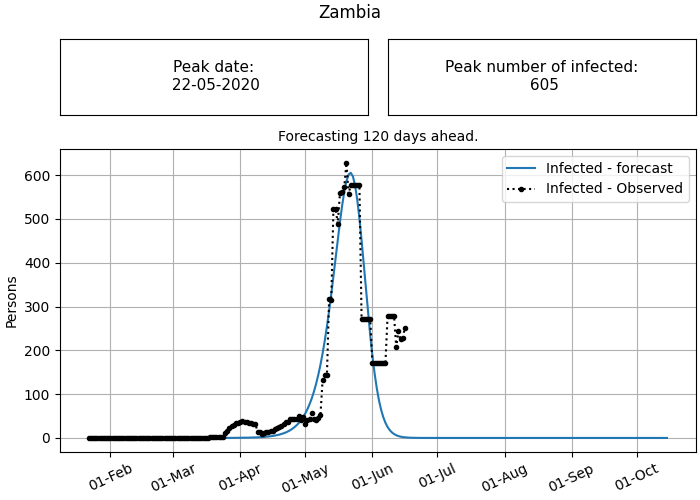 Zambia
Peak date:
22-05-2020
Peak number of infected:
605
Forecasting 120 days ahead.
Infected - forecast
Infected - Observed
Persons
600
500
400
300
200
100
0
01-Feb
01-Mar
01-Apr
01-May
01-Jun
01-Jul
01-Aug
01-Sep
01-Oct